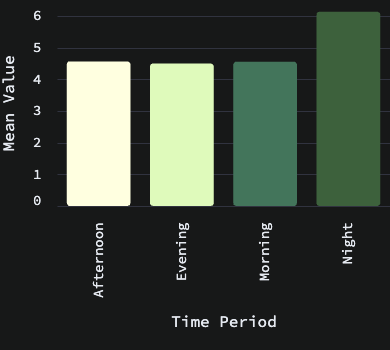 Mean Value
6
5
4
3
2
1
0
Afternoon
Evening
Morning
Night
Time Period